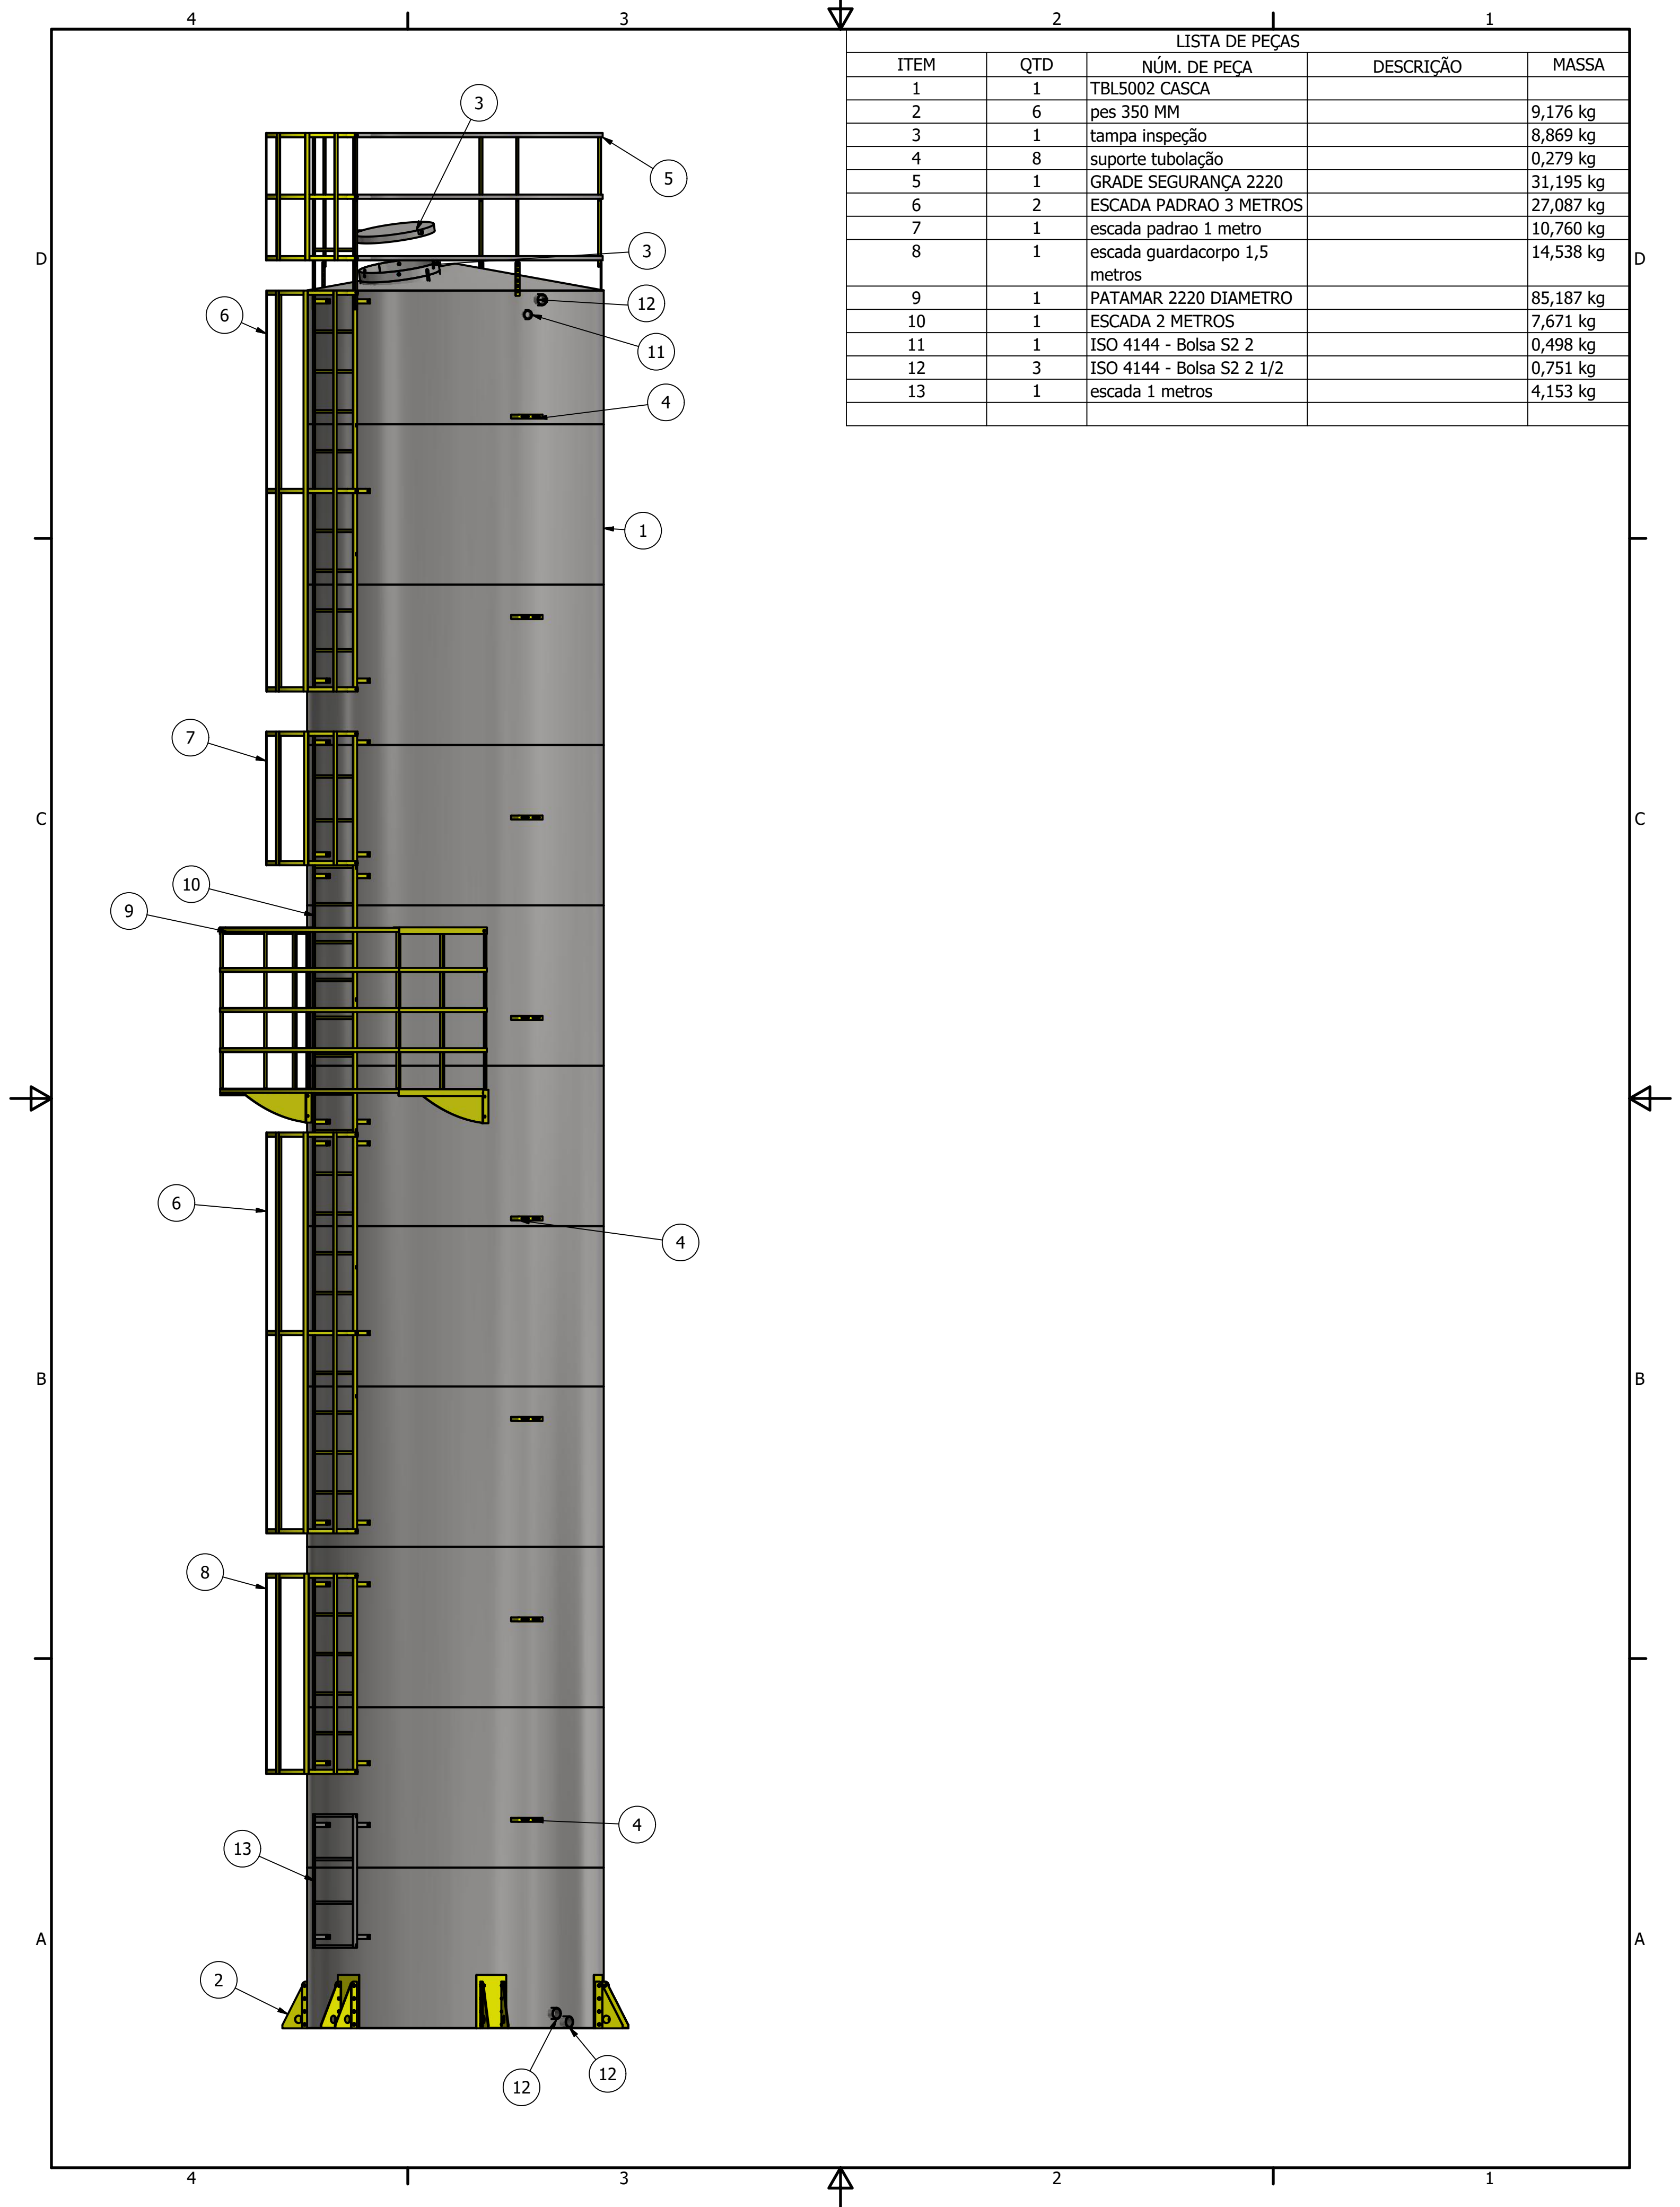 4 3 2 1
LISTA DE PEÇAS
ITEM QTD NÚM. DE PEÇA DESCRIÇÃO MASSA
1 1 TBL5002 CASCA
2 6 pes 350 MM 9,176 kg
3 1 tampa inspeção 8,869 kg
4 8 suporte tubolação 0,279 kg
5 1 GRADE SEGURANÇA 2220 31,195 kg
6 2 ESCADA PADRAO 3 METROS 27,087 kg
7 1 escada padrao 1 metro 10,760 kg
8 1 escada guardacorpo 1,5 14,538 kg
metros
9 1 PATAMAR 2220 DIAMETRO 85,187 kg
10 1 ESCADA 2 METROS 7,671 kg
11 1 ISO 4144 - Bolsa S2 2 0,498 kg
12 3 ISO 4144 - Bolsa S2 2 1/2 0,751 kg
13 1 escada 1 metros 4,153 kg
3
5
3
D D
12
6
11
4
1
7
C C
10
9
6
4
B B
8
4
13
A A
2
12
12
4 3 2 1